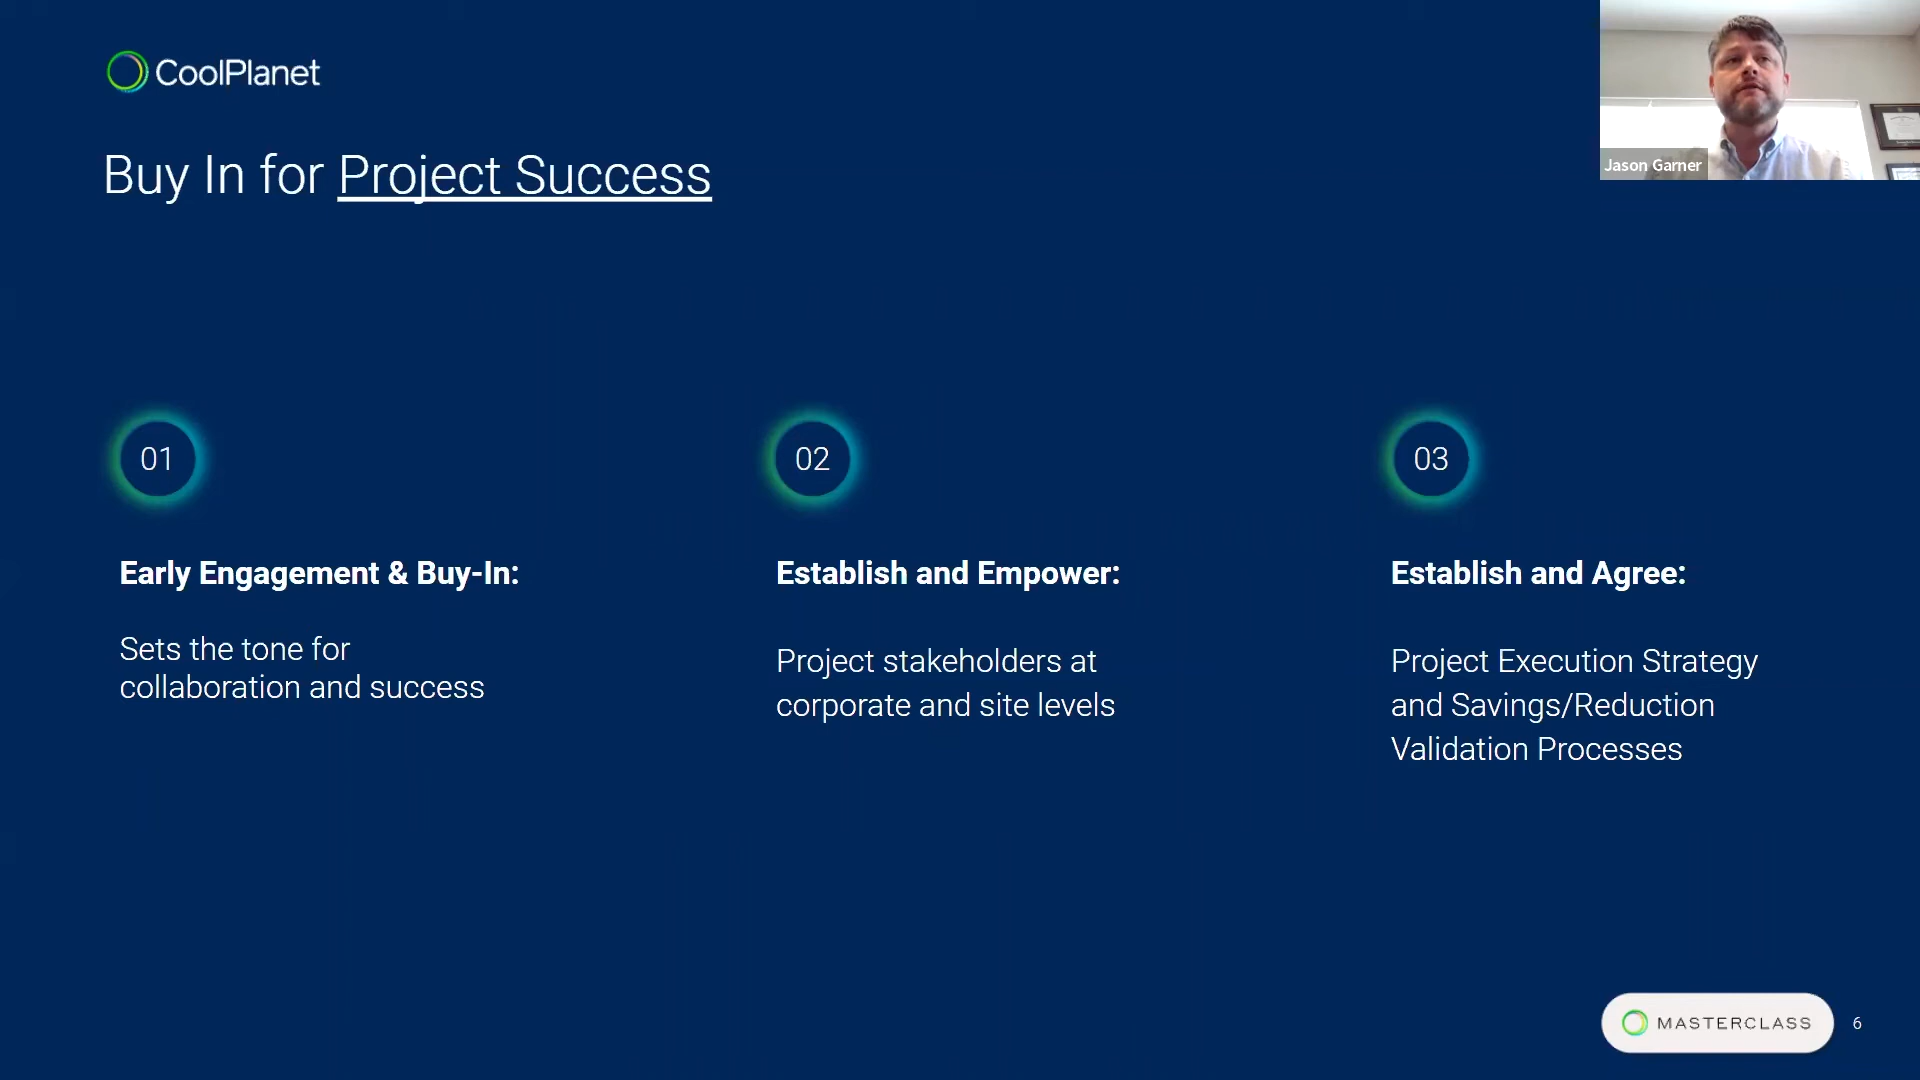 CoolPlanet
Jason Garner
Buy In for Project Success
01
Early Engagement & Buy-In:
Sets the tone for
collaboration and success
02
Establish and Empower:
Project stakeholders at
corporate and site levels
03
Establish and Agree:
Project Execution Strategy
and Savings/Reduction
Validation Processes
MASTERCLASS
6